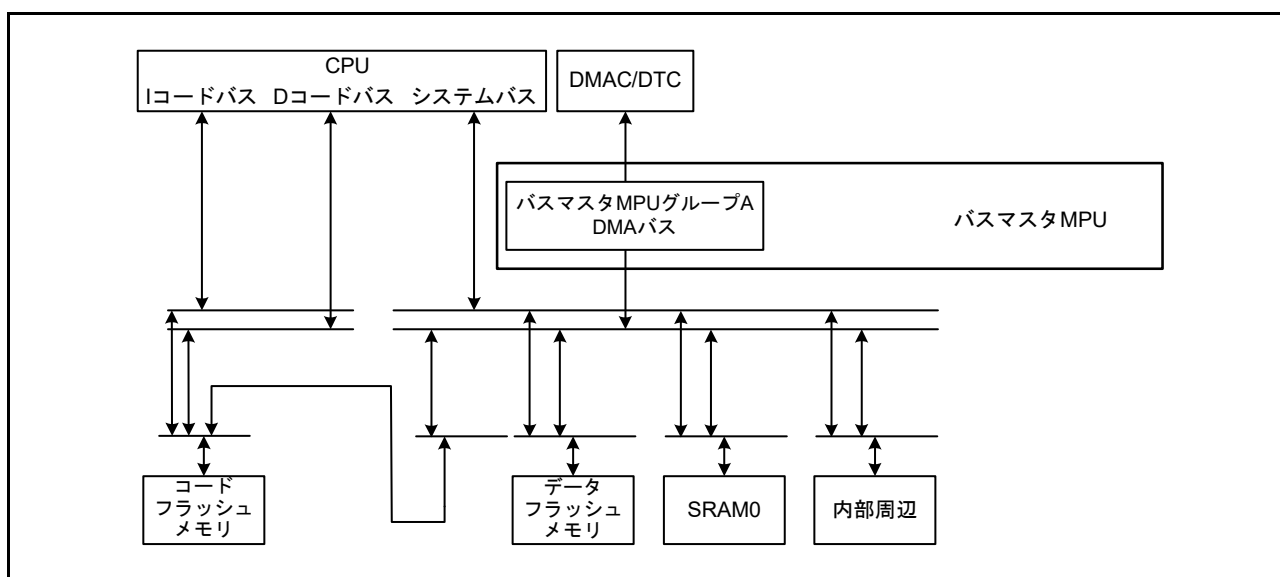 CPU
Iコードバス Dコードバス システムバス
DMAC/DTC
バスマスタMPUグループA
DMAバス
バスマスタMPU
コード
フラッシュ
メモリ
データ
フラッシュ
メモリ
SRAM0
内部周辺